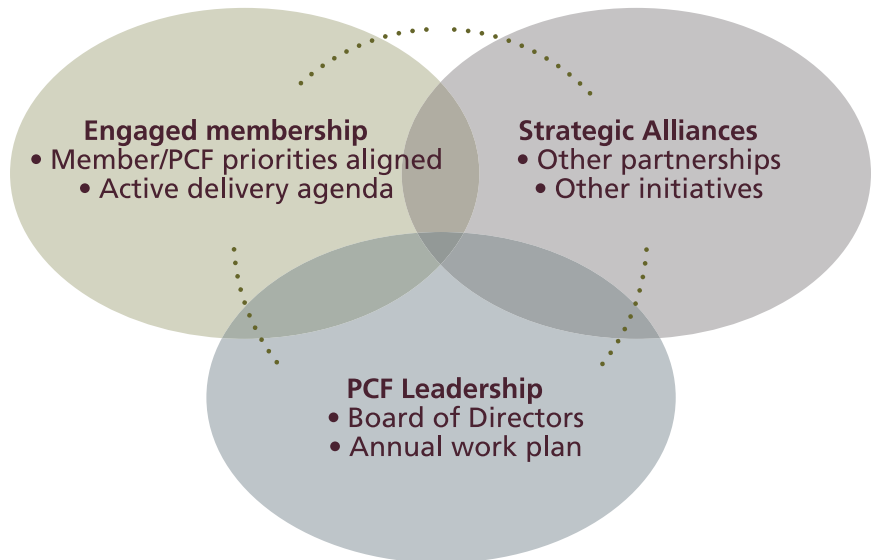 Engaged membership
• Member/PCF priorities aligned
• Active delivery agenda
Strategic Alliances
• Other partnerships
• Other initiatives
PCF Leadership
• Board of Directors
• Annual work plan